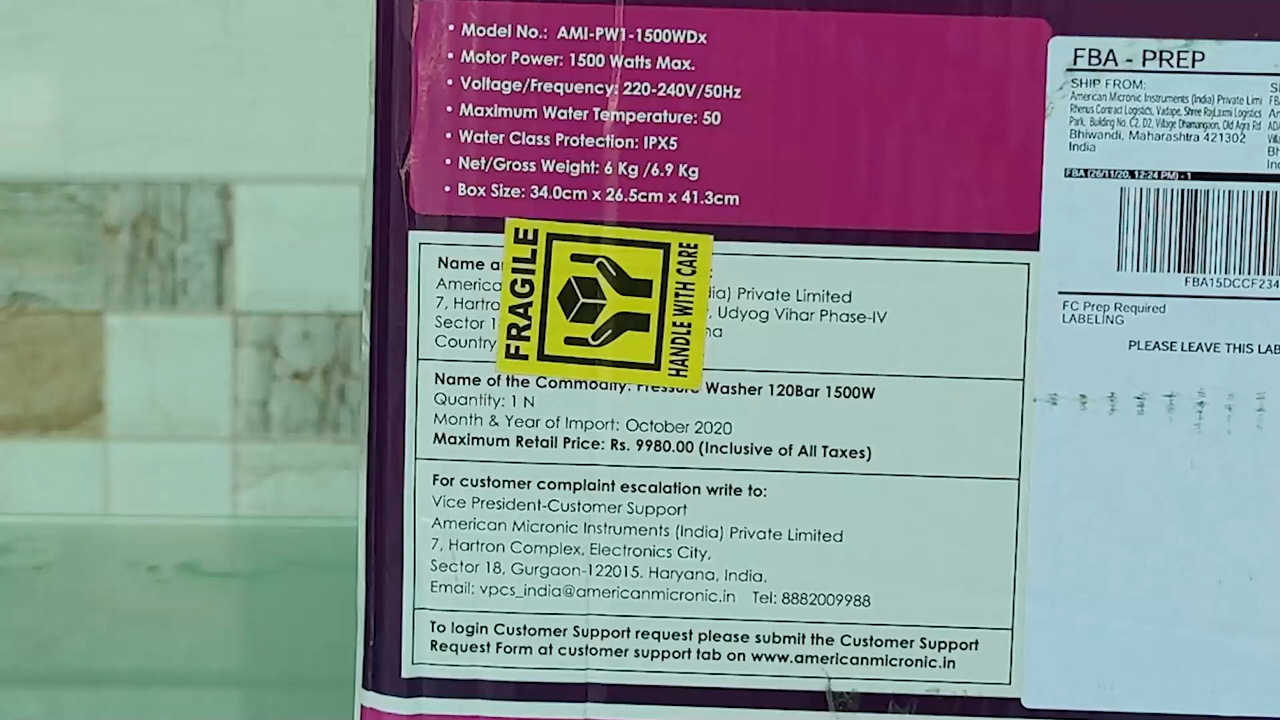 • Model No.: AMI-PW1-1500WDx
• Motor Power: 1500 Watts Max.
• Voltage/Frequency: 220-240V/50Hz
• Maximum Water Temperature: 50
• Water Class Protection: IPX5
• Net/Gross Weight: 6 Kg /6.9 Kg
• Box Size: 34.0cm x 26.5cm x 41.3cm
FRAGILE
HANDLE WITH CARE
Name a
America dia) Private Limited
7, Hartro , Udyog Vihar Phase-IV
Sector 1 na
Country
Name of the Commodity: Pressure Washer 120Bar 1500W
Quantity: 1 N
Month & Year of Import: October 2020
Maximum Retail Price: Rs. 9980.00 (Inclusive of All Taxes)
For customer complaint escalation write to:
Vice President-Customer Support
American Micronic Instruments (India) Private Limited
7, Hartron Complex, Electronics City,
Sector 18, Gurgaon-122015. Haryana, India.
Email: vpcs_india@americanmicronic.in Tel: 8882009988
To login Customer Support request please submit the Customer Support
Request Form at customer support tab on www.americanmicronic.in
FBA - PREP
SHIP FROM:
American Micronic Instruments (India) Private Limi
Rhenus Contract Logistics, Vadape, Shree RajLaxmi Logistics
Park, Building No. C2, D2, Village Dhamangaon, Old Agra Rd
Bhiwandi, Maharashtra 421302
India
FBA (26/11/20, 12:24 PM) - 1
FBA15DCCF234
FC Prep Required
LABELING
PLEASE LEAVE THIS LAB